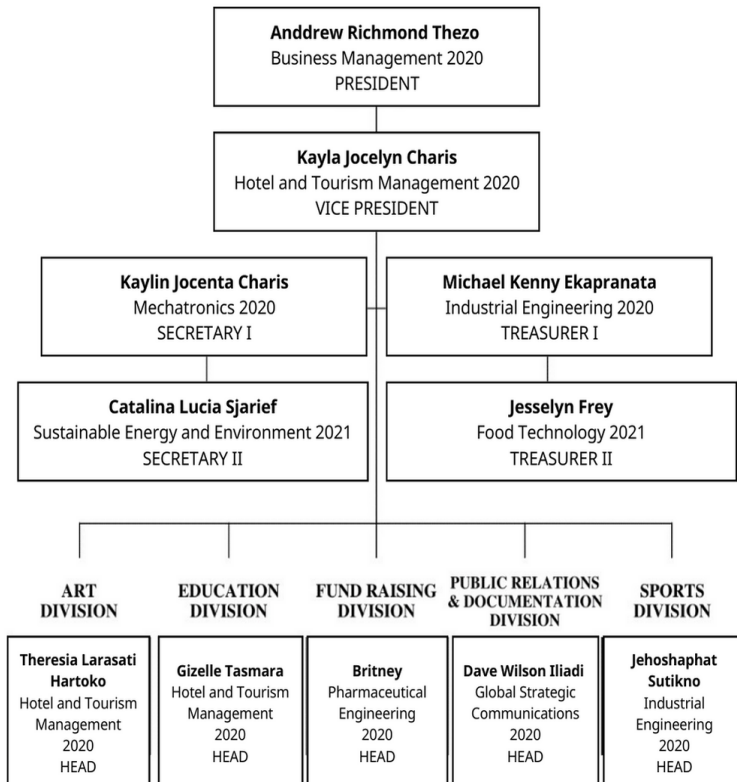 Anddrew Richmond Thezo
Business Management 2020
PRESIDENT
Kayla Jocelyn Charis
Hotel and Tourism Management 2020
VICE PRESIDENT
Kaylin Jocenta Charis
Mechatronics 2020
SECRETARY I
Michael Kenny Ekapranata
Industrial Engineering 2020
TREASURER I
Catalina Lucia Sjarief
Sustainable Energy and Environment 2021
SECRETARY II
Jesselyn Frey
Food Technology 2021
TREASURER II
ART
DIVISION
Theresia Larasati
Hartoko
Hotel and Tourism
Management
2020
HEAD
EDUCATION
DIVISION
Gizelle Tasmara
Hotel and Tourism
Management
2020
HEAD
FUND RAISING
DIVISION
Britney
Pharmaceutical
Engineering
2020
HEAD
PUBLIC RELATIONS
& DOCUMENTATION
DIVISION
Dave Wilson Iliadi
Global Strategic
Communications
2020
HEAD
SPORTS
DIVISION
Jehoshaphat
Sutikno
Industrial
Engineering
2020
HEAD